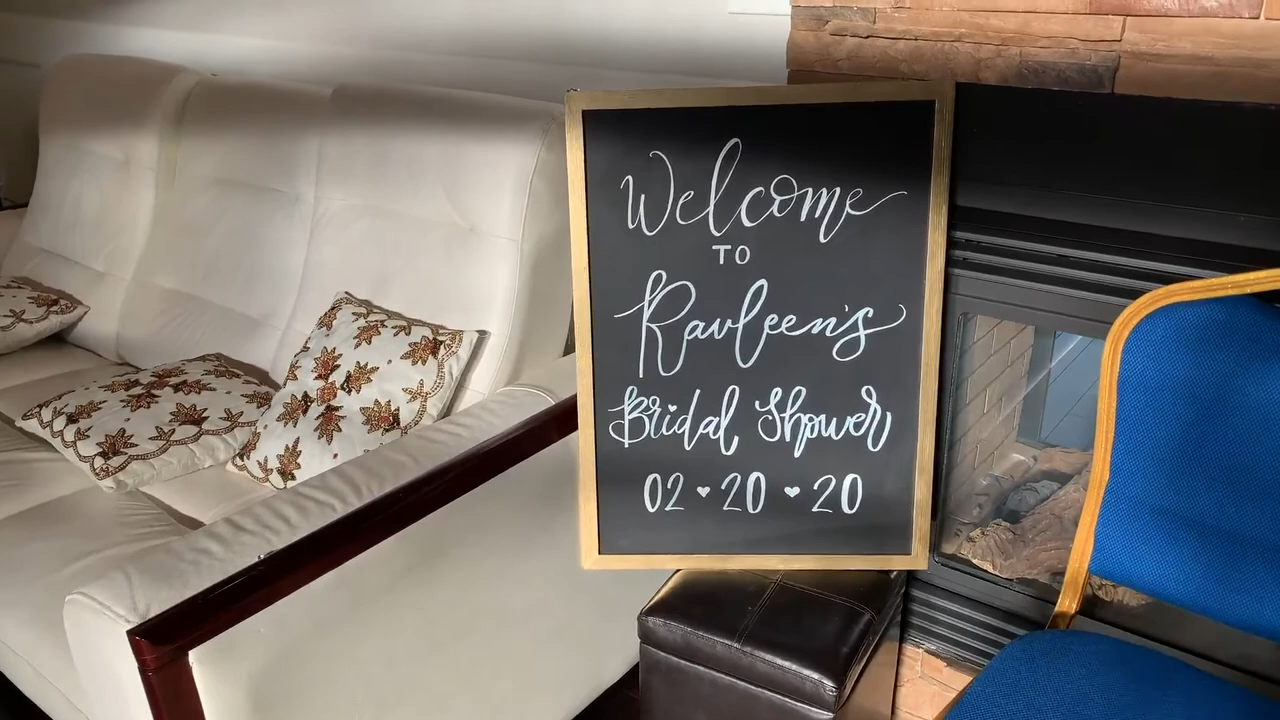 Welcome
TO
Ravleen's
Bridal Shower
02 ♥ 20 ♥ 20